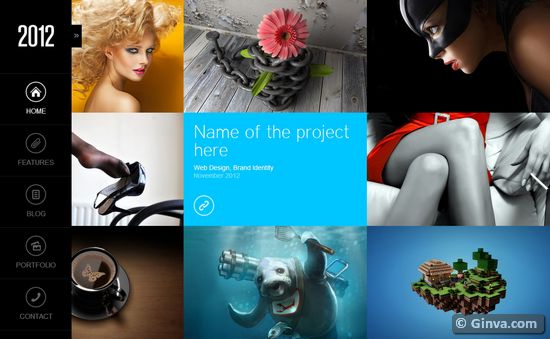 2012
»
HOME
FEATURES
BLOG
PORTFOLIO
CONTACT
Name of the project
here
Web Design, Brand Identity
November 2012
© Ginva.com